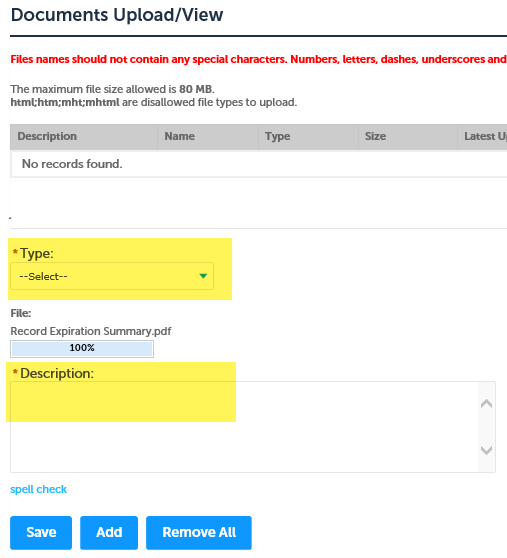 Documents Upload/View
Files names should not contain any special characters. Numbers, letters, dashes, underscores and
The maximum file size allowed is 80 MB.
html;htm;mht;mhtml are disallowed file types to upload.
Description Name Type Size Latest Up
No records found.
.
* Type:
--Select--
File:
Record Expiration Summary.pdf
100%
* Description:
spell check
Save Add Remove All